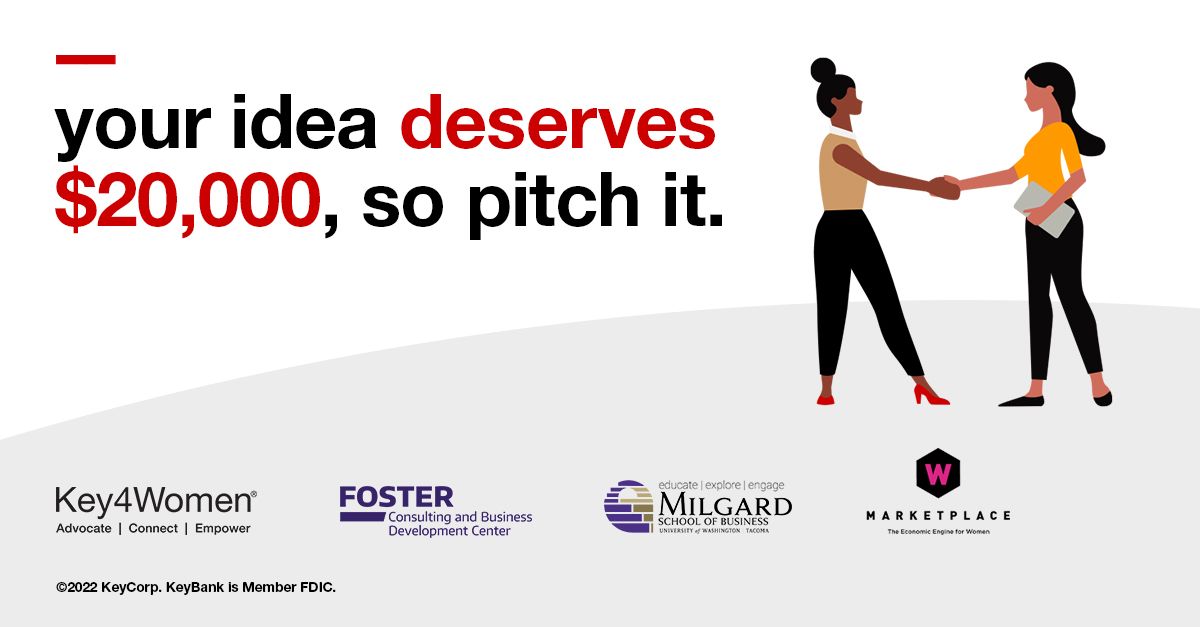 your idea deserves
$20,000, so pitch it.
Key4Women®
Advocate | Connect | Empower
FOSTER
Consulting and Business
Development Center
educate | explore | engage
MILGARD
SCHOOL OF BUSINESS
UNIVERSITY of WASHINGTON TACOMA
W
MARKETPLACE
The Economic Engine for Women
©2022 KeyCorp. KeyBank is Member FDIC.